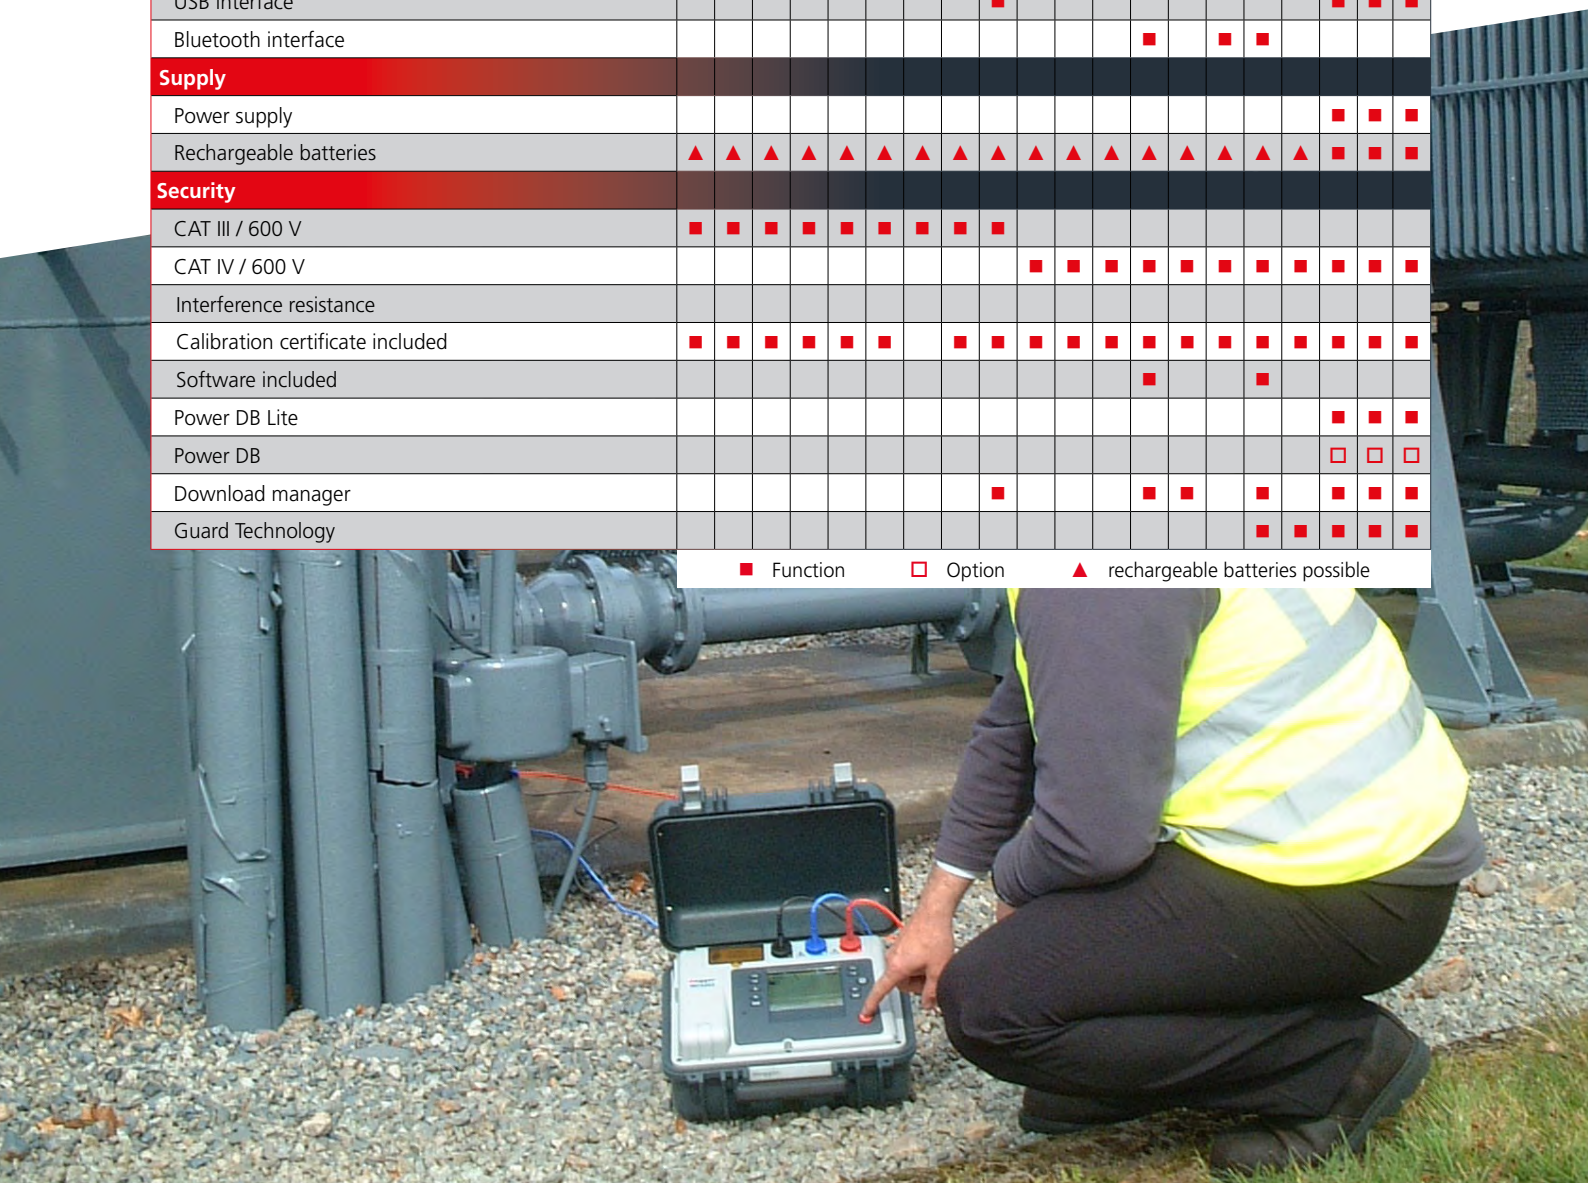 USB interface
Bluetooth interface
Supply
Power supply
Rechargeable batteries
Security
CAT III / 600 V
CAT IV / 600 V
Interference resistance
Calibration certificate included
Software included
Power DB Lite
Power DB
Download manager
Guard Technology
Function Option rechargeable batteries possible